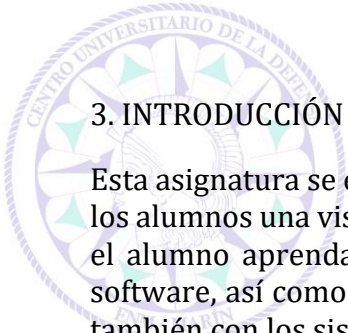 CENTRO UNIVERSITARIO DE LA DEFENSA
3. INTRODUCCIÓN
Esta asignatura se
los alumnos una
el alumno aprenda
software, así como
también con los